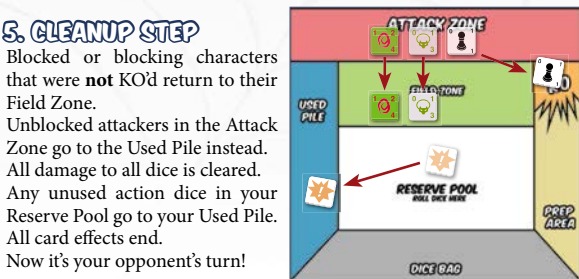 5. CLEANUP STEP
Blocked or blocking characters
that were not KO'd return to their
Field Zone.
Unblocked attackers in the Attack
Zone go to the Used Pile instead.
All damage to all dice is cleared.
Any unused action dice in your
Reserve Pool go to your Used Pile.
All card effects end.
Now it's your opponent's turn!
ATTACK ZONE
FIELD ZONE
USED
PILE
RESERVE POOL
ROLL DICE HERE
PREP
AREA
DICE BAG